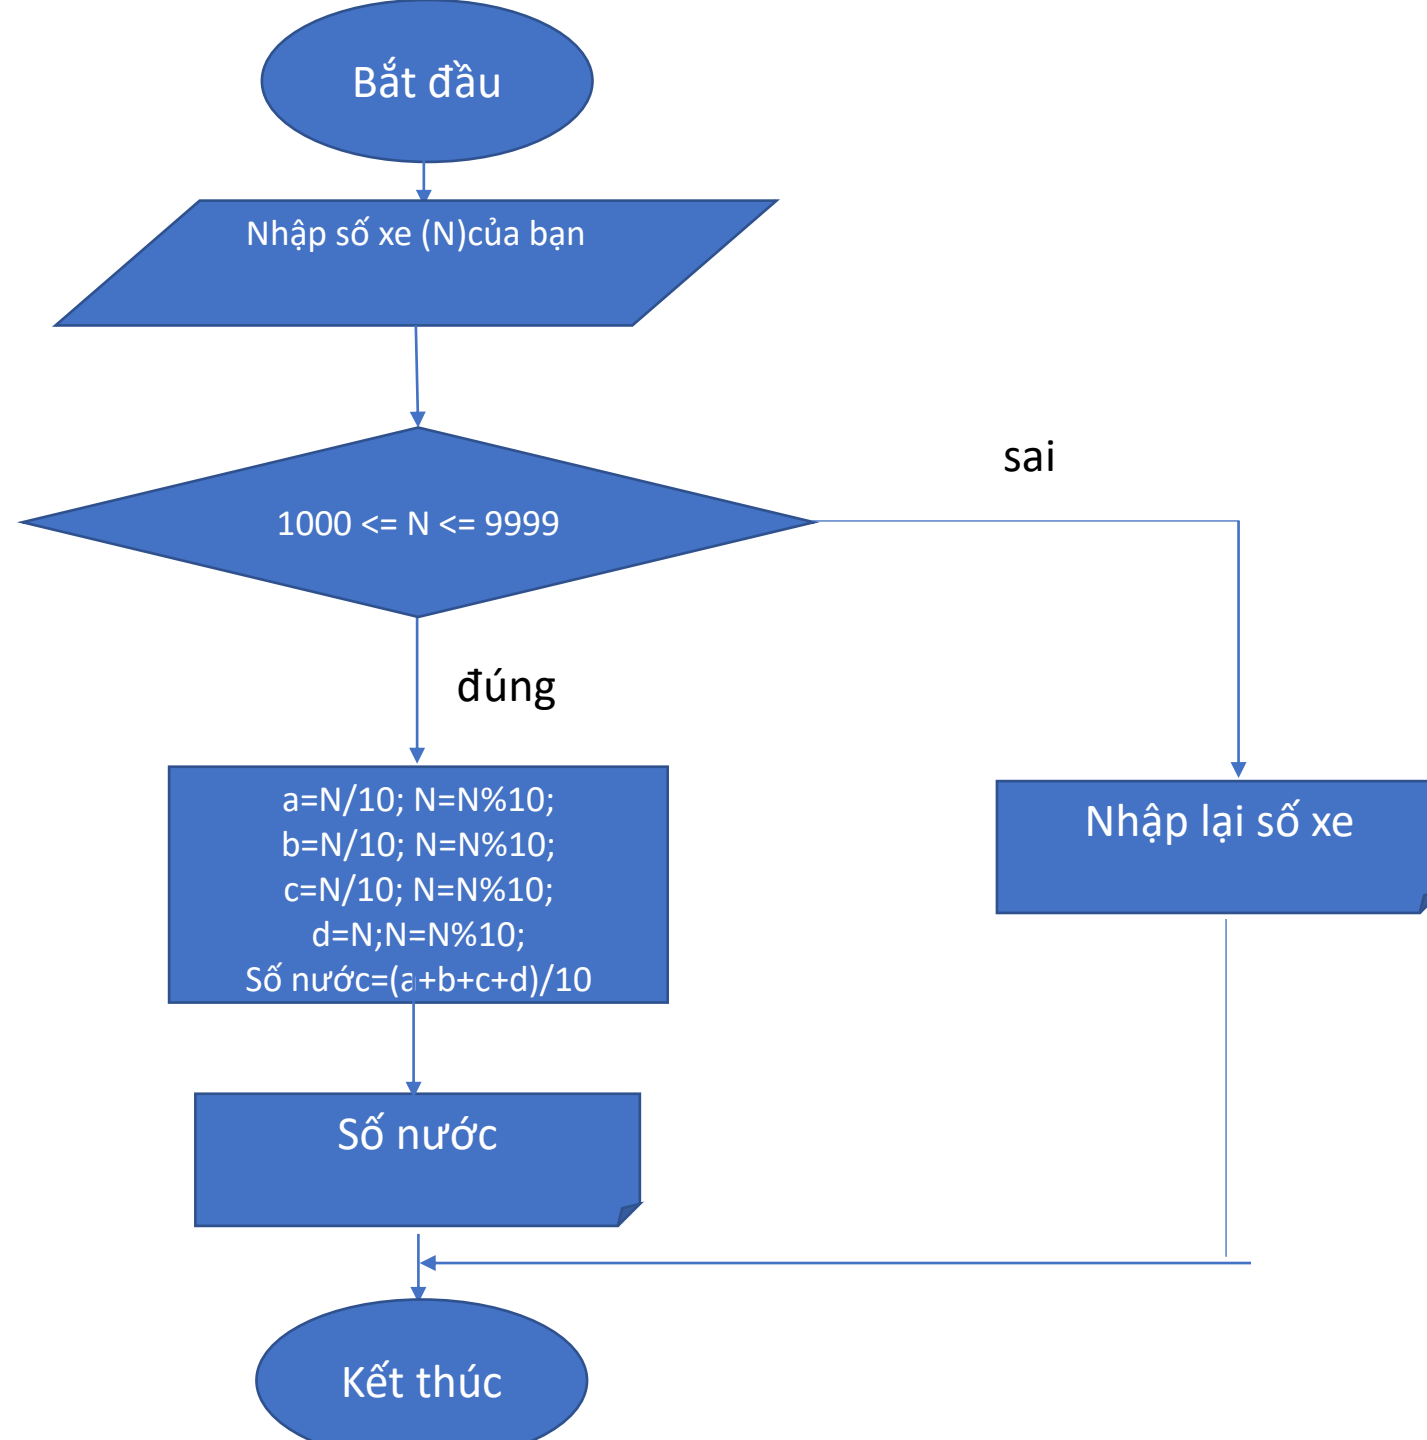 Bắt đầu
Nhập số xe (N)của bạn
1000 <= N <= 9999
sai
đúng
a=N/10; N=N%10;
b=N/10; N=N%10;
c=N/10; N=N%10;
d=N;N=N%10;
Số nước=(a+b+c+d)/10
Nhập lại số xe
Số nước
Kết thúc